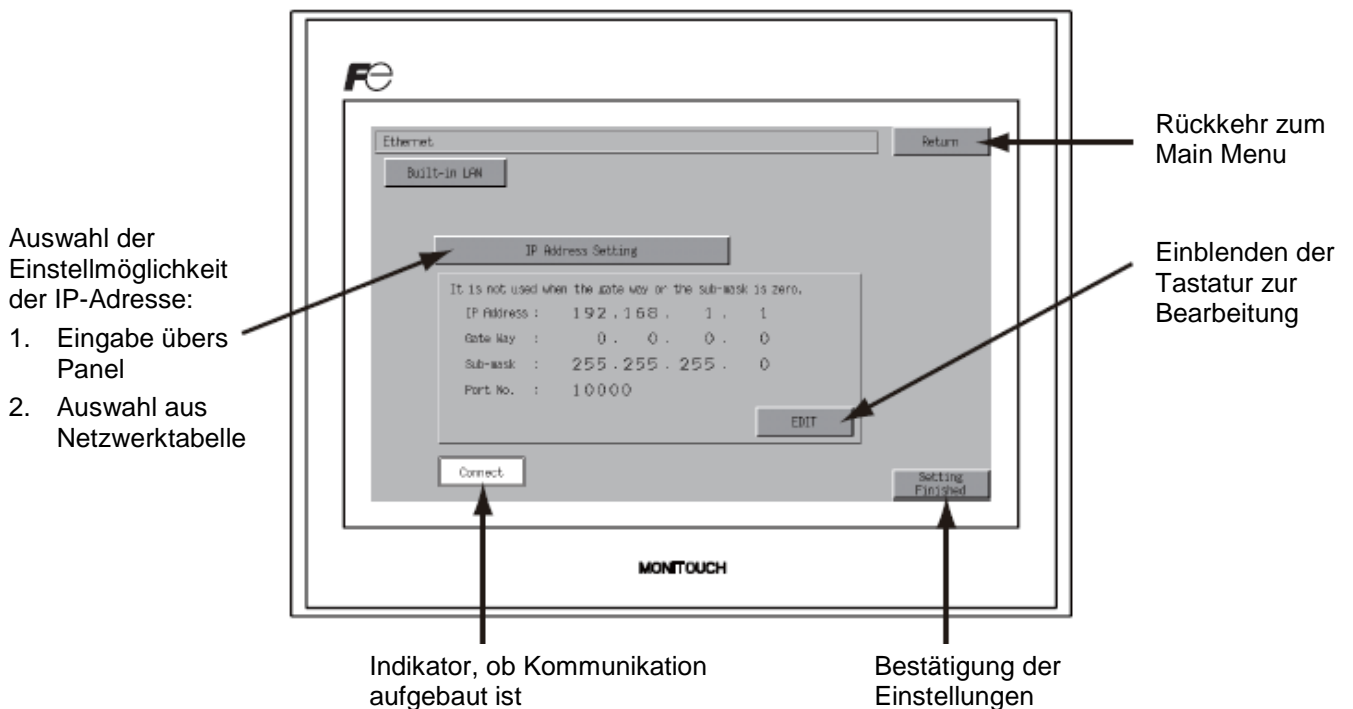 Fe
Ethernet
Return
Built-in LAN
IP Address Setting
It is not used when the gate way or the sub-mask is zero.
IP Address : 192.168. 1. 1
Gate Way : 0. 0. 0. 0
Sub-mask : 255.255.255. 0
Port No. : 10000
EDIT
Connect
Setting
Finished
MONITOUCH
Rückkehr zum
Main Menu
Auswahl der
Einstellmöglichkeit
der IP-Adresse:
1. Eingabe übers
Panel
2. Auswahl aus
Netzwerktabelle
Einblenden der
Tastatur zur
Bearbeitung
Indikator, ob Kommunikation
aufgebaut ist
Bestätigung der
Einstellungen